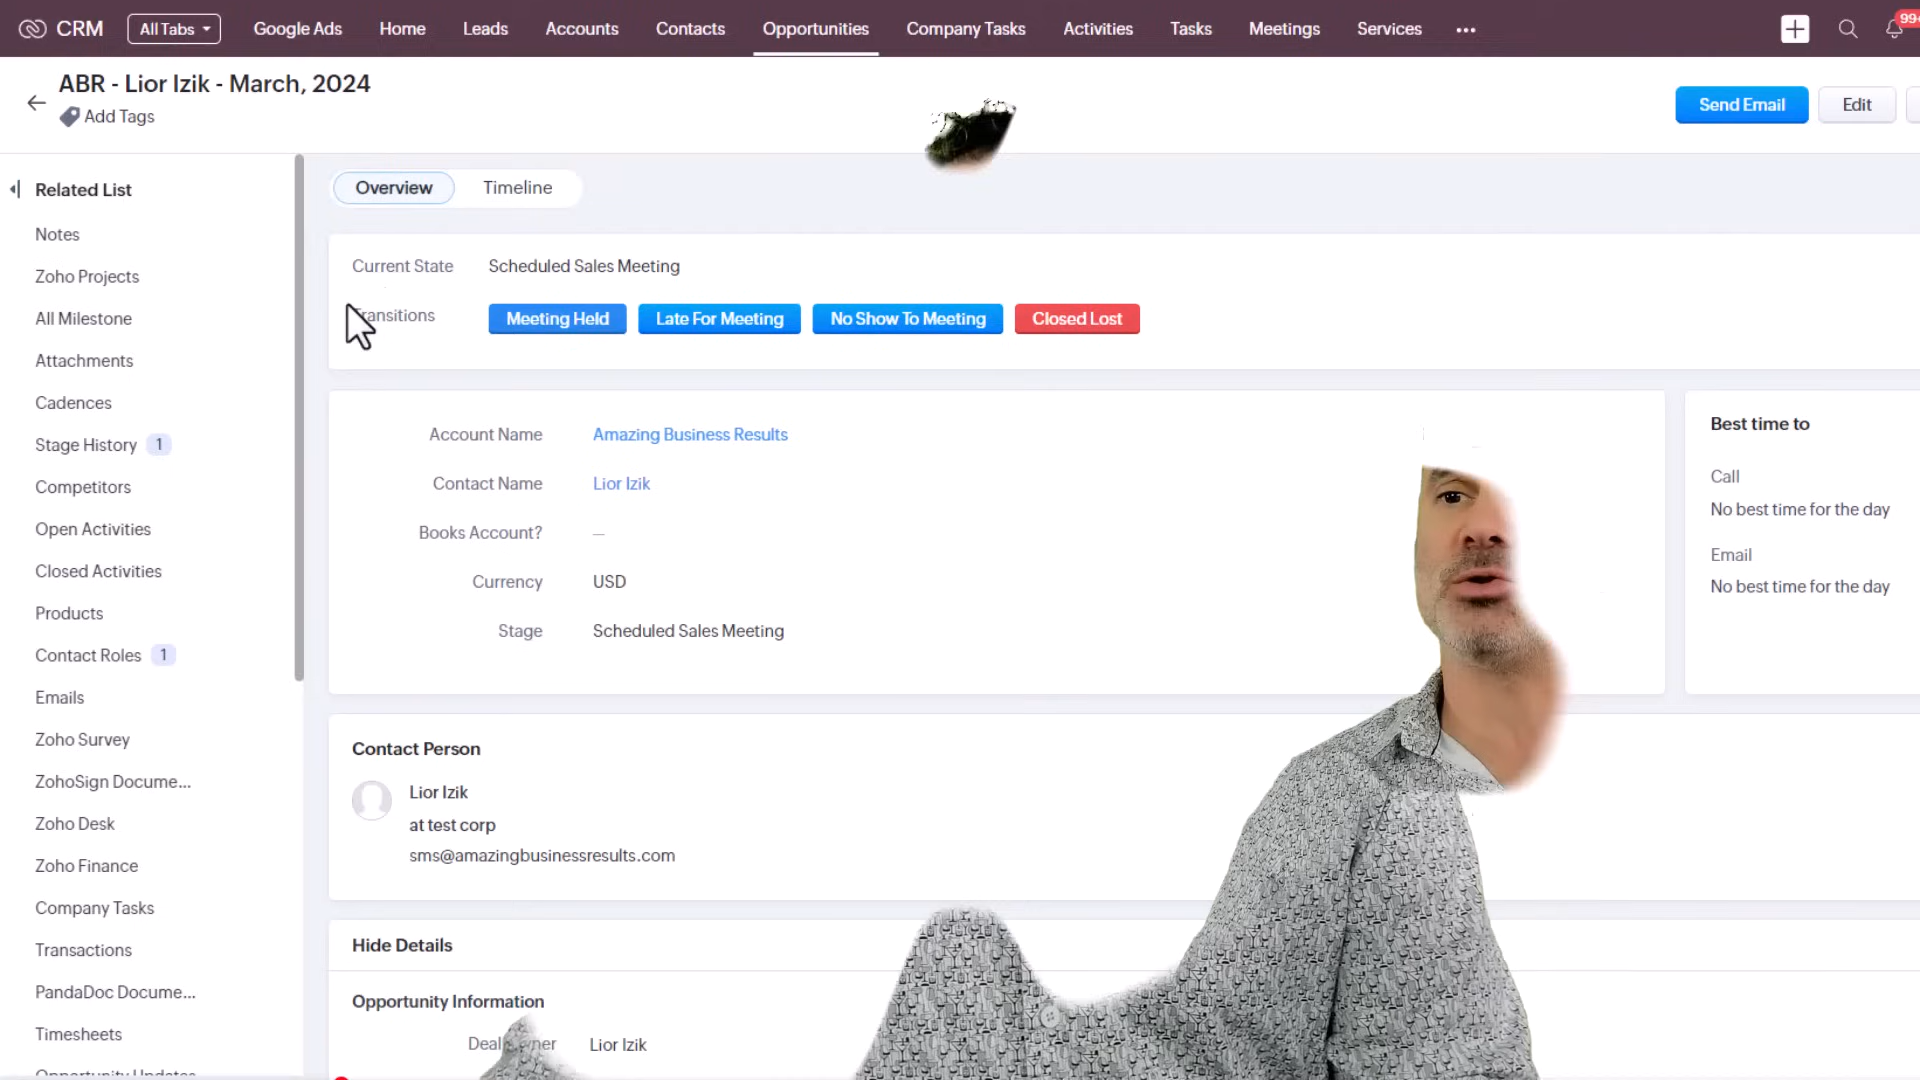 CRM All Tabs Google Ads Home Leads Accounts Contacts Opportunities Company Tasks Activities Tasks Meetings Services ... 99+
ABR - Lior Izik - March, 2024
Add Tags
Send Email Edit
Related List
Notes
Zoho Projects
All Milestone
Attachments
Cadences
Stage History 1
Competitors
Open Activities
Closed Activities
Products
Contact Roles 1
Emails
Zoho Survey
ZohoSign Docume...
Zoho Desk
Zoho Finance
Company Tasks
Transactions
PandaDoc Docume...
Timesheets
Opportunity Updates
Overview Timeline
Current State Scheduled Sales Meeting
Transitions Meeting Held Late For Meeting No Show To Meeting Closed Lost
Account Name Amazing Business Results
Contact Name Lior Izik
Books Account? —
Currency USD
Stage Scheduled Sales Meeting
Best time to
Call
No best time for the day
Email
No best time for the day
Contact Person
Lior Izik
at test corp
sms@amazingbusinessresults.com
Hide Details
Opportunity Information
Deal Owner Lior Izik